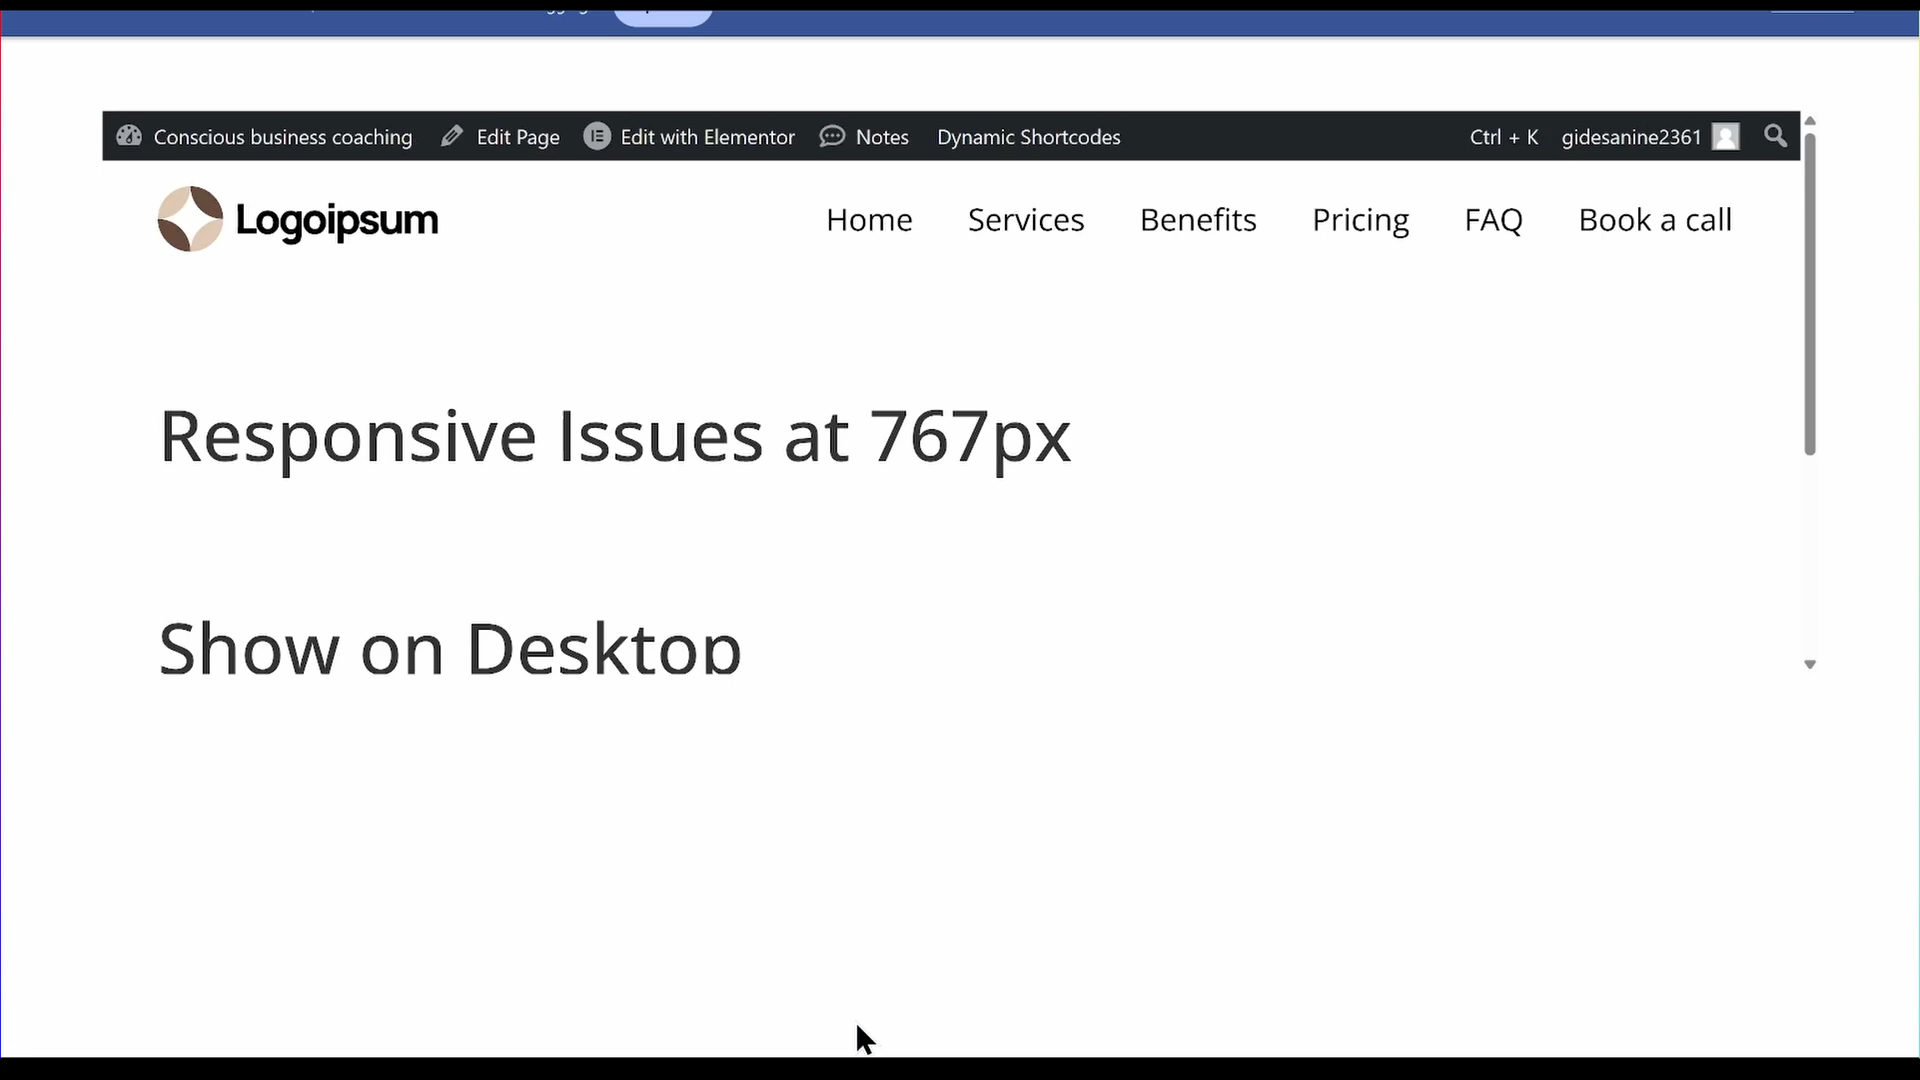 Conscious business coaching Edit Page Edit with Elementor Notes Dynamic Shortcodes Ctrl + K gidesanine2361
Logoipsum Home Services Benefits Pricing FAQ Book a call
Responsive Issues at 767px
Show on Desktop